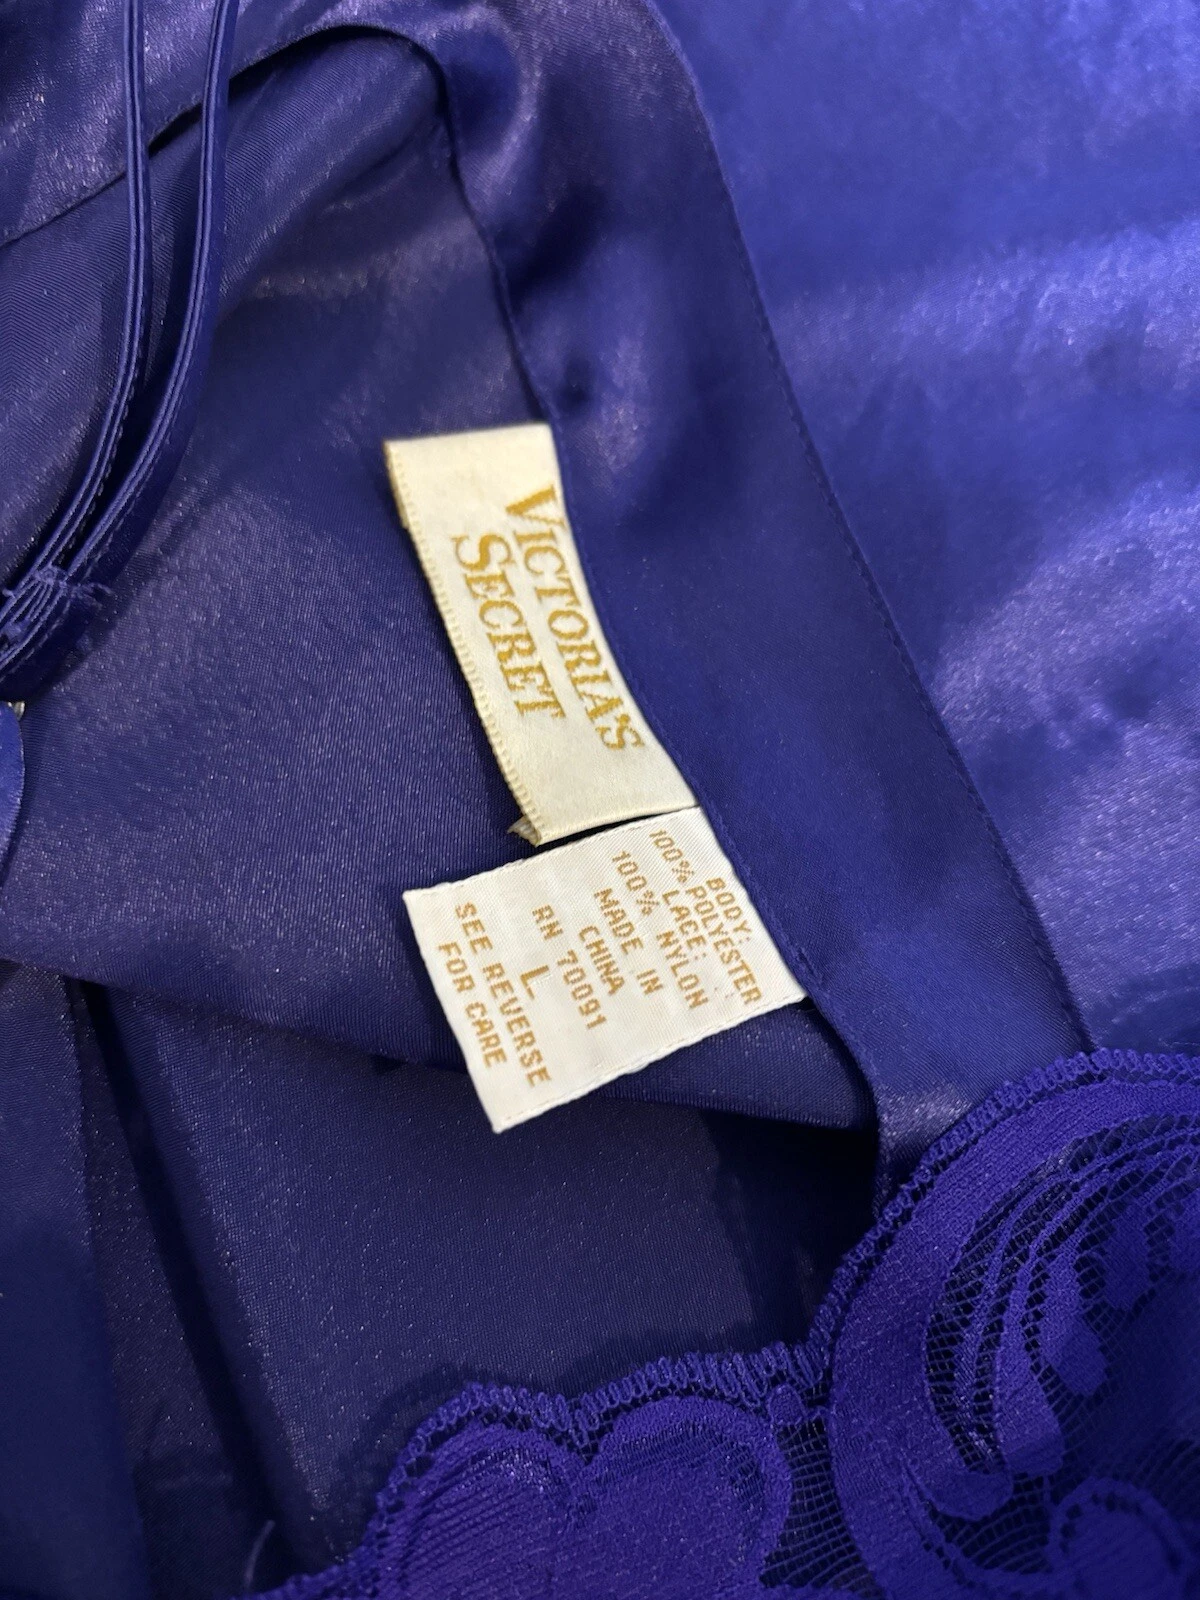 VICTORIA'S
SECRET
BODY:
100% POLYESTER
LACE:
100% NYLON
MADE IN
CHINA
RN 70091
L
SEE REVERSE
FOR CARE